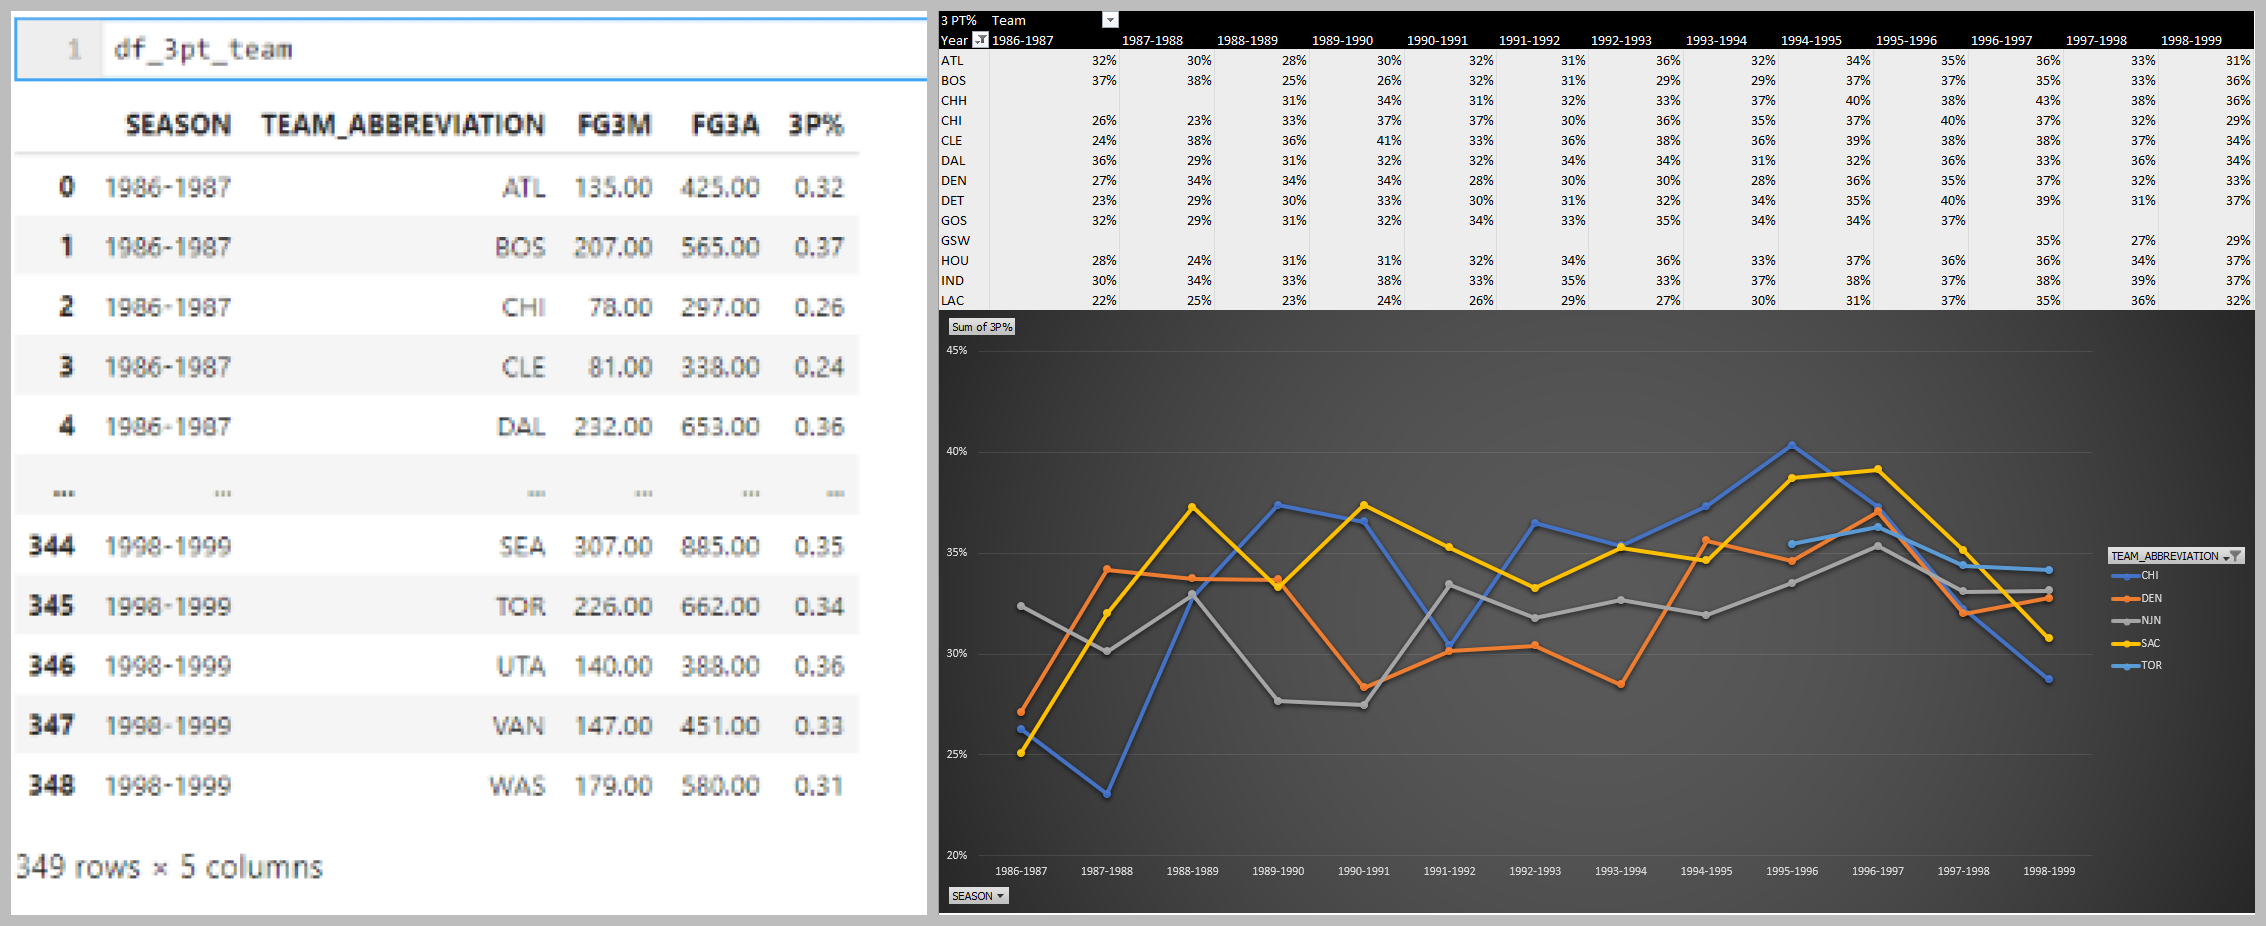 1 df_3pt_team
SEASON TEAM_ABBREVIATION FG3M FG3A 3P%
0 1986-1987 ATL 135.00 425.00 0.32
1 1986-1987 BOS 207.00 565.00 0.37
2 1986-1987 CHI 78.00 297.00 0.26
3 1986-1987 CLE 81.00 338.00 0.24
4 1986-1987 DAL 232.00 653.00 0.36
... ... ... ... ... ...
344 1998-1999 SEA 307.00 885.00 0.35
345 1998-1999 TOR 226.00 662.00 0.34
346 1998-1999 UTA 140.00 388.00 0.36
347 1998-1999 VAN 147.00 451.00 0.33
348 1998-1999 WAS 179.00 580.00 0.31
349 rows × 5 columns
3 PT% Team
Year 1986-1987 1987-1988 1988-1989 1989-1990 1990-1991 1991-1992 1992-1993 1993-1994 1994-1995 1995-1996 1996-1997 1997-1998 1998-1999
ATL 32% 30% 28% 30% 32% 31% 36% 32% 34% 35% 36% 33% 31%
BOS 37% 38% 25% 26% 32% 31% 29% 29% 37% 37% 35% 33% 36%
CHH 31% 34% 31% 32% 33% 37% 40% 38% 43% 38% 36%
CHI 26% 23% 33% 37% 37% 30% 36% 35% 37% 40% 37% 32% 29%
CLE 24% 38% 36% 41% 33% 36% 38% 36% 39% 38% 38% 37% 34%
DAL 36% 29% 31% 32% 32% 34% 34% 31% 32% 36% 33% 36% 34%
DEN 27% 34% 34% 34% 28% 30% 30% 28% 36% 35% 37% 32% 33%
DET 23% 29% 30% 33% 30% 31% 32% 34% 35% 40% 39% 31% 37%
GOS 32% 29% 31% 32% 34% 33% 35% 34% 34% 37%
GSW 35% 27% 29%
HOU 28% 24% 31% 31% 32% 34% 36% 33% 37% 36% 36% 34% 37%
IND 30% 34% 33% 38% 33% 35% 33% 37% 38% 37% 38% 39% 37%
LAC 22% 25% 23% 24% 26% 29% 27% 30% 31% 37% 35% 36% 32%
Sum of 3P%
45%
40%
35%
30%
25%
20%
1986-1987 1987-1988 1988-1989 1989-1990 1990-1991 1991-1992 1992-1993 1993-1994 1994-1995 1995-1996 1996-1997 1997-1998 1998-1999
SEASON
TEAM_ABBREVIATION
CHI
DEN
NJN
SAC
TOR